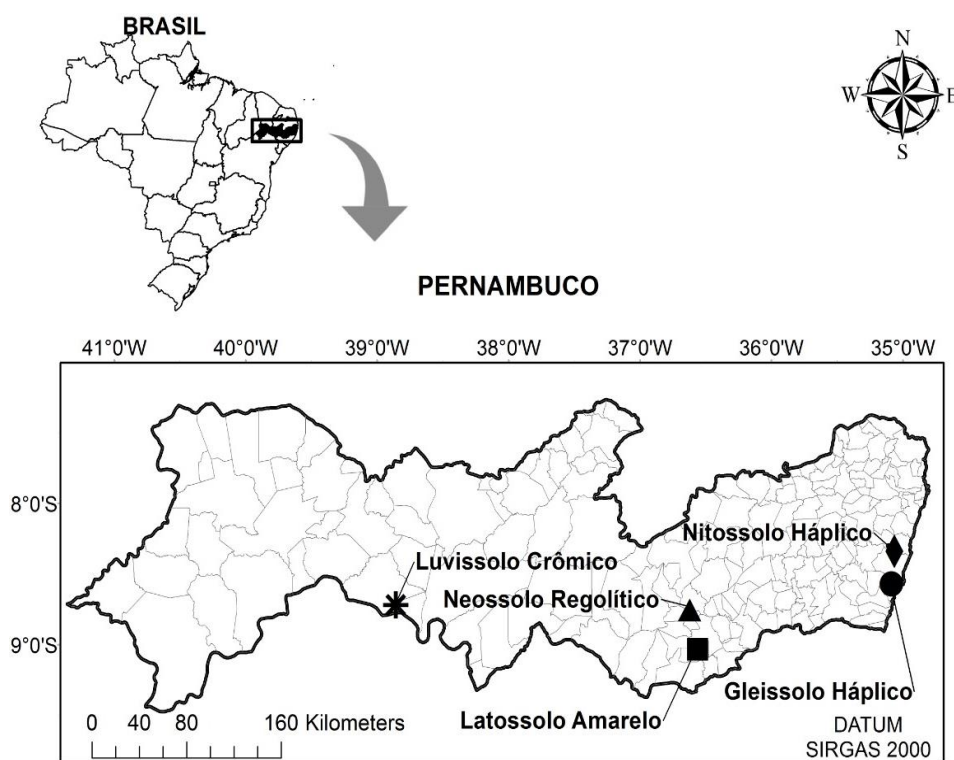 BRASIL
N
W
E
S
PERNAMBUCO
41°0'W 40°0'W 39°0'W 38°0'W 37°0'W 36°0'W 35°0'W
8°0'S
Nitossolo Háplico
Luvissolo Crômico
Neossolo Regolítico
9°0'S
Gleissolo Háplico
Latossolo Amarelo
0 40 80 160 Kilometers
DATUM
SIRGAS 2000